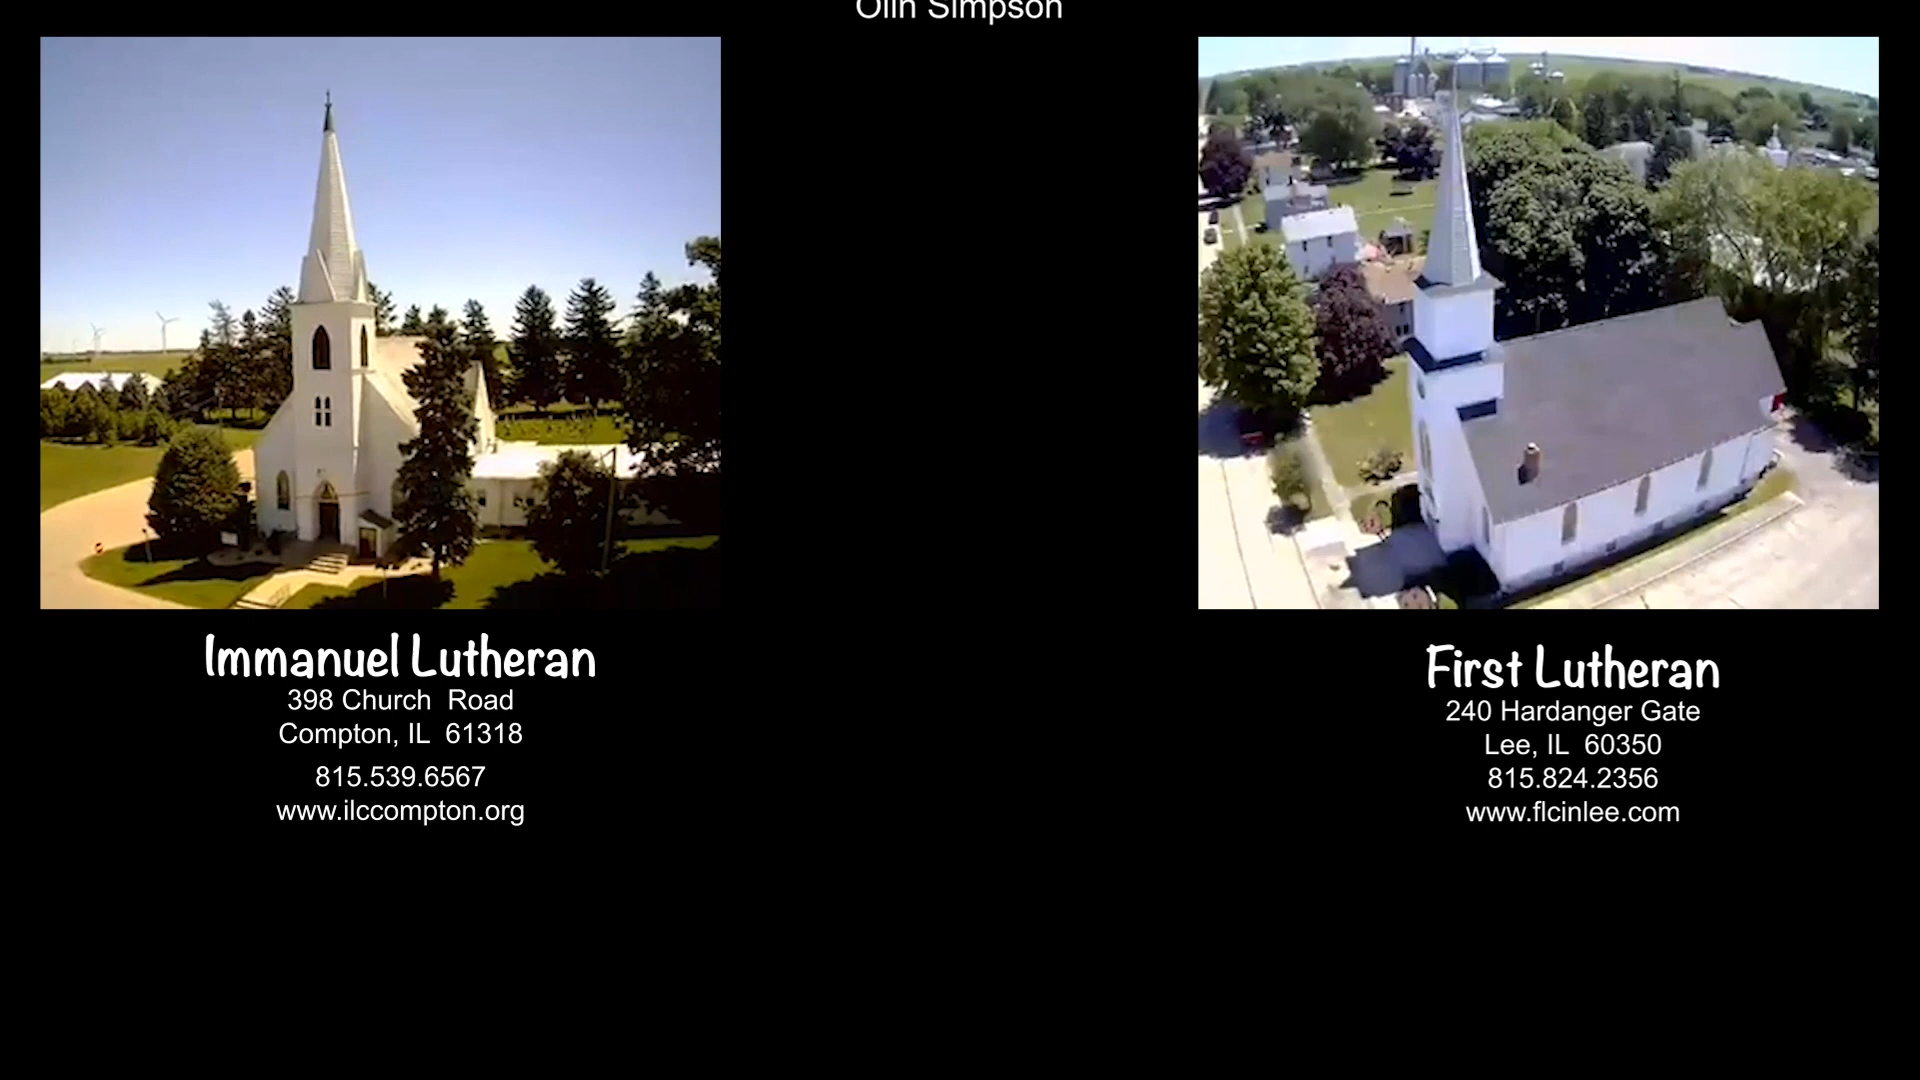 Olin Simpson
Immanuel Lutheran
398 Church Road
Compton, IL 61318
815.539.6567
www.ilccompton.org
First Lutheran
240 Hardanger Gate
Lee, IL 60350
815.824.2356
www.flcinlee.com